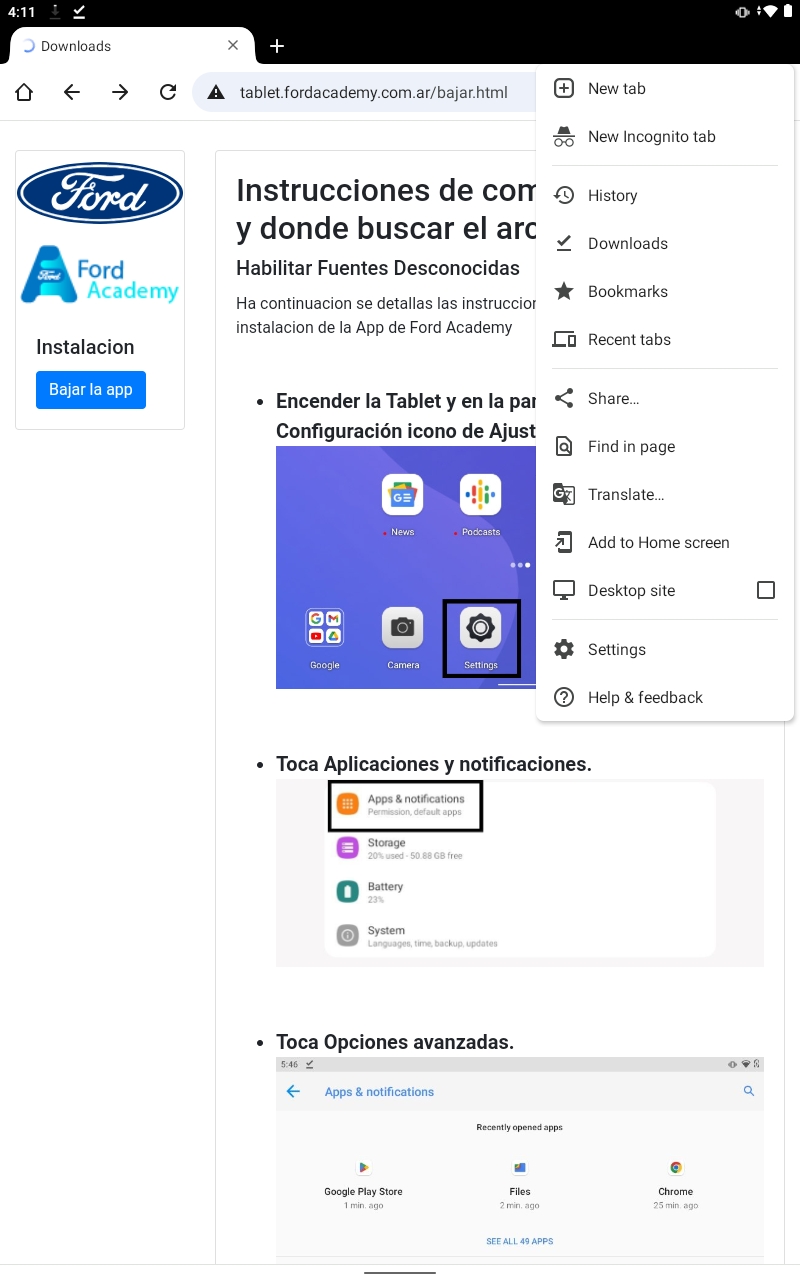 4:11
Downloads
tablet.fordacademy.com.ar/bajar.html
New tab
New Incognito tab
History
Downloads
Bookmarks
Recent tabs
Share...
Find in page
Translate...
Add to Home screen
Desktop site
Settings
Help & feedback
Ford
Ford
Ford
Academy
Instalacion
Bajar la app
Instrucciones de
y donde buscar el
Habilitar Fuentes Desconocidas
Ha continuacion se detallas las
instalacion de la App de Ford Academy
Encender la Tablet y en la
Configuración icono de
GE
News
Podcasts
Google
Camera
Settings
Toca Aplicaciones y notificaciones.
Apps & notifications
Permission, default apps
Storage
20% used - 50.88 GB free
Battery
23%
System
Languages, time, backup, updates
Toca Opciones avanzadas.
5:46
Apps & notifications
Recently opened apps
Google Play Store
1 min. ago
Files
2 min. ago
Chrome
25 min. ago
SEE ALL 49 APPS